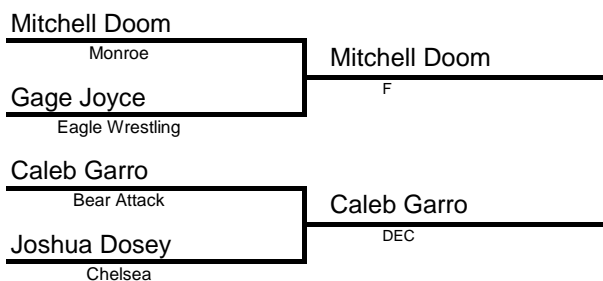 Mitchell Doom
Monroe
Mitchell Doom
F
Gage Joyce
Eagle Wrestling
Caleb Garro
Bear Attack
Caleb Garro
DEC
Joshua Dosey
Chelsea